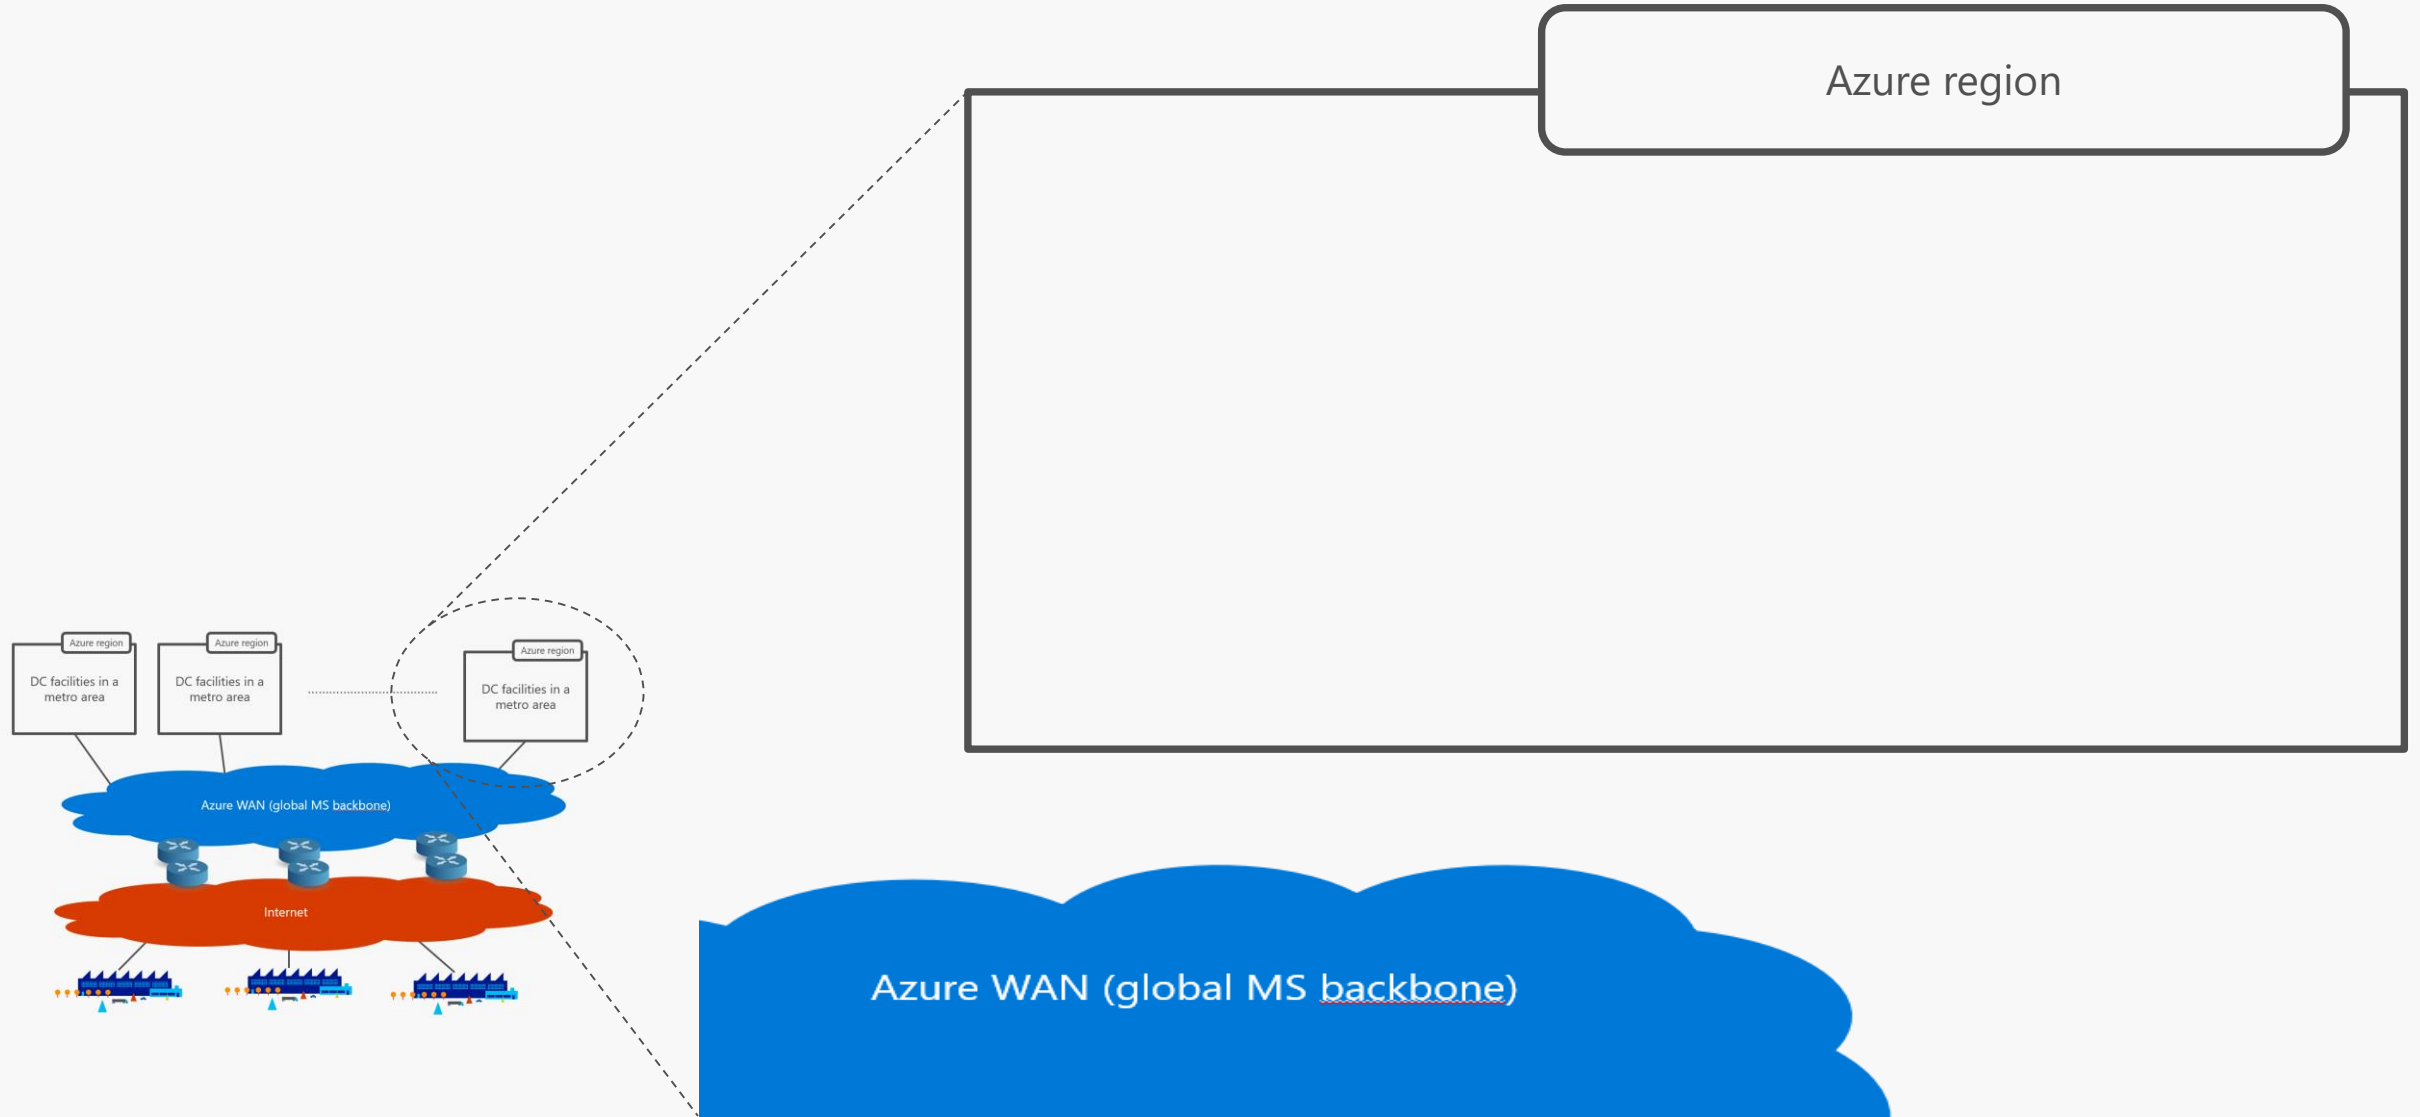 Azure region
Azure region
Azure region
Azure region
DC facilities in a
metro area
DC facilities in a
metro area
DC facilities in a
metro area
Azure WAN (global MS backbone)
Internet
Azure WAN (global MS backbone)